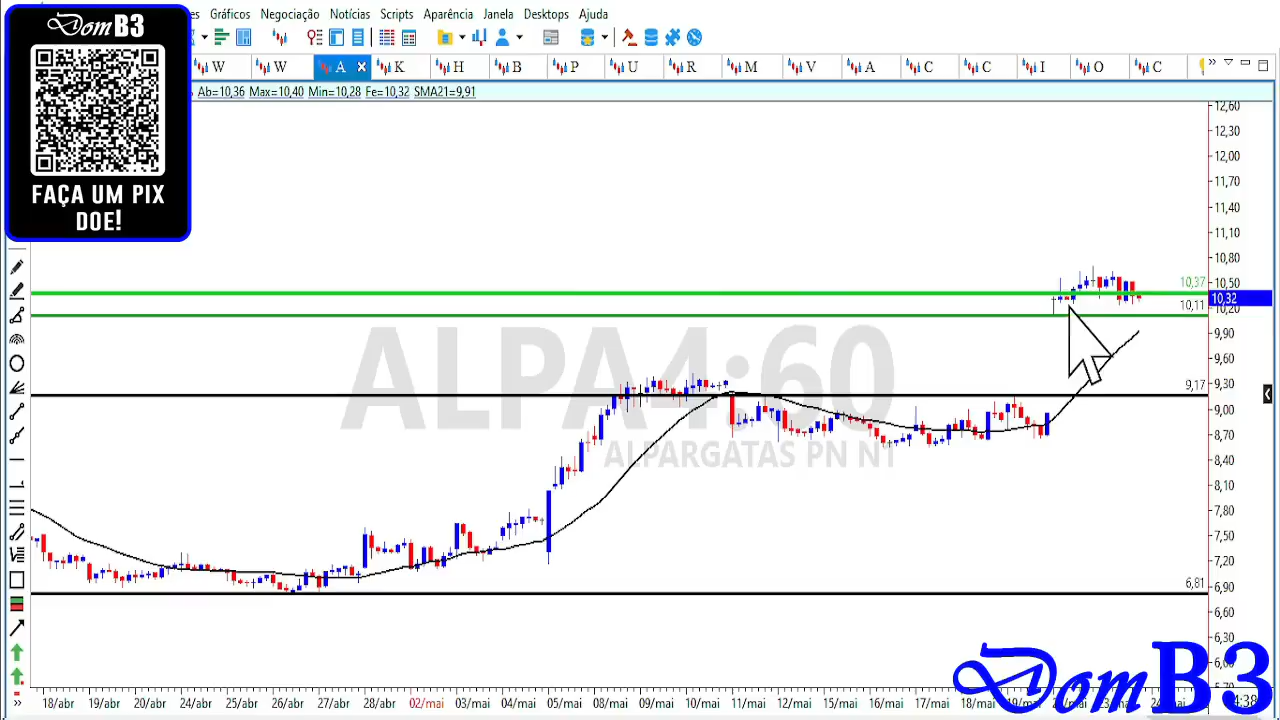 Gráficos Negociação Notícias Scripts Aparência Janela Desktops Ajuda
DomB3
FAÇA UM PIX
DOE!
W W A K H B P U R M V A C C I O C
Ab=10,36 Max=10,40 Min=10,28 Fe=10,32 SMA21=9,91
12,60
12,30
12,00
11,70
11,40
11,10
10,80
10,50
10,37
10,32
10,11
10,20
9,90
9,60
9,30
9,17
9,00
8,70
8,40
8,10
7,80
7,50
7,20
6,90
6,81
6,60
6,30
ALPA4:60
ALPARGATAS PN N1
18/abr 19/abr 20/abr 24/abr 25/abr 26/abr 27/abr 28/abr 02/mai 03/mai 04/mai 05/mai 08/mai 09/mai 10/mai 11/mai 12/mai 15/mai 16/mai 17/mai 18/mai 19/mai
DomB3